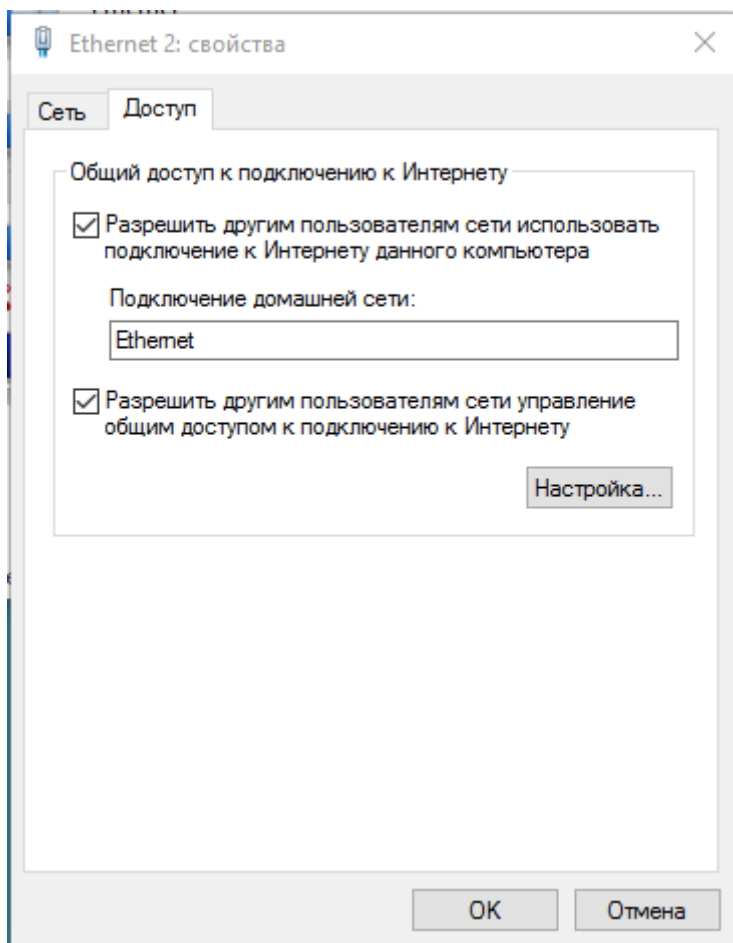 Ethernet 2: свойства
Сеть
Доступ
Общий доступ к подключению к Интернету
Разрешить другим пользователям сети использовать
подключение к Интернету данного компьютера
Подключение домашней сети:
Ethernet
Разрешить другим пользователям сети управление
общим доступом к подключению к Интернету
Настройка...
OK
Отмена